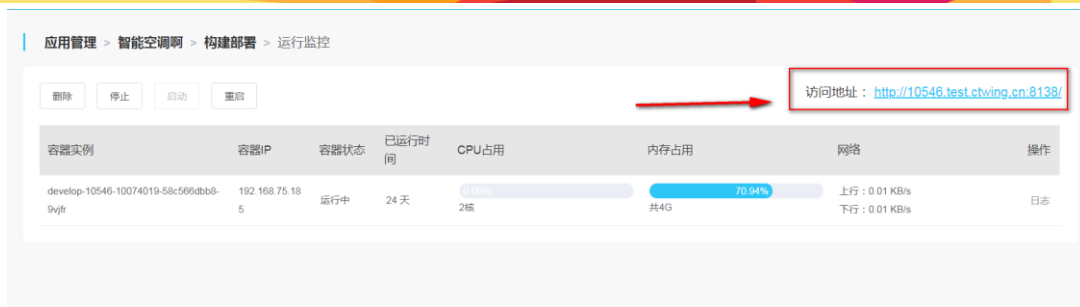 应用管理 > 智能空调啊 > 构建部署 > 运行监控
删除 停止 启动 重启
访问地址： http://10546.test.ctwing.cn:8138/
容器实例 容器IP 容器状态 已运行时 CPU占用 内存占用 网络 操作
间
develop-10546-10074019-58c566dbb8- 192.168.75.18 运行中 24 天 0.00% 70.94% 上行：0.01 KB/s 日志
9vjfr 5 2核 共4G 下行：0.01 KB/s